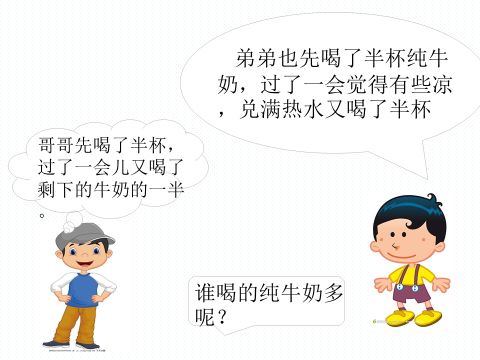 弟弟也先喝了半杯纯牛
奶，过了一会觉得有些凉
，兑满热水又喝了半杯
哥哥先喝了半杯，
过了一会儿又喝了
剩下的牛奶的一半
。
谁喝的纯牛奶多
呢？